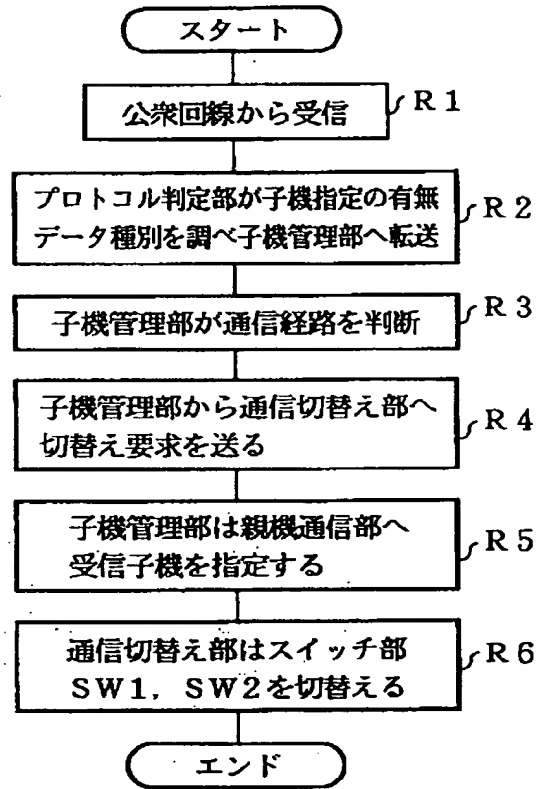 スタート
公衆回線から受信
R1
プロトコル判定部が子機指定の有無
データ種別を調べ子機管理部へ転送
R2
子機管理部が通信経路を判断
R3
子機管理部から通信切替え部へ
切替え要求を送る
R4
子機管理部は親機通信部へ
受信子機を指定する
R5
通信切替え部はスイッチ部
SW1,SW2を切替える
R6
エンド